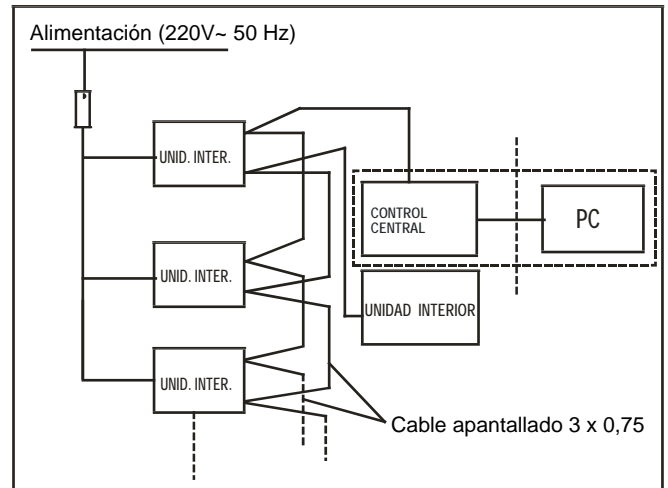 Alimentación (220V~ 50 Hz)
UNID. INTER.
CONTROL
CENTRAL
PC
UNID. INTER.
UNIDAD INTERIOR
UNID. INTER.
Cable apantallado 3 x 0,75